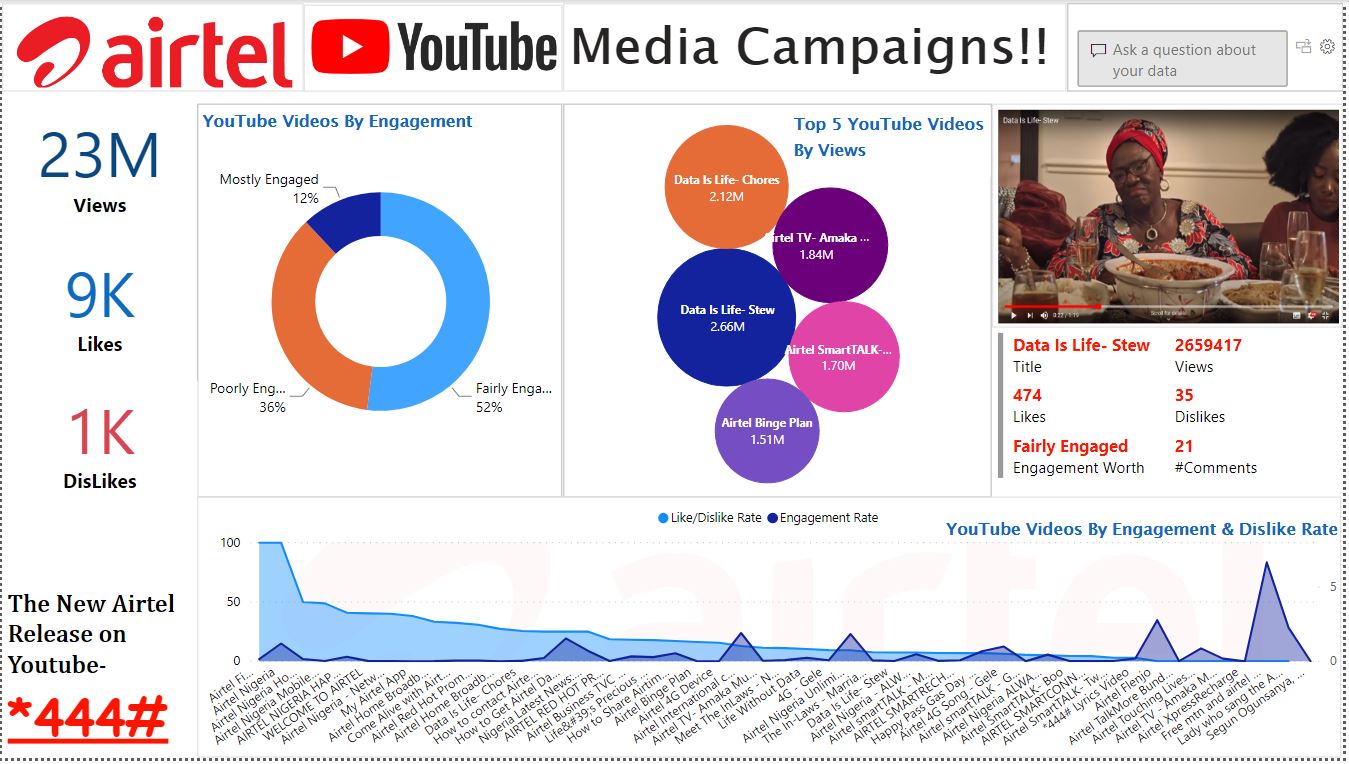 airtel
YouTube
Media Campaigns!!
Ask a question about
your data
23M
Views
9K
Likes
1K
DisLikes
The New Airtel
Release on
Youtube-
*444#
YouTube Videos By Engagement
Mostly Engaged
12%
Poorly Eng...
36%
Fairly Enga...
52%
Top 5 YouTube Videos
By Views
Data Is Life- Chores
2.12M
Airtel TV- Amaka ...
1.84M
Data Is Life- Stew
2.66M
Airtel SmartTALK-...
1.70M
Airtel Binge Plan
1.51M
Data Is Life- Stew
0:22 / 1:19
Scroll for details
Data Is Life- Stew
2659417
Title
Views
474
35
Likes
Dislikes
Fairly Engaged
21
Engagement Worth
#Comments
Like/Dislike Rate
Engagement Rate
YouTube Videos By Engagement & Dislike Rate
100
50
0
5
0
airtel
Airtel Fi...
Airtel Nigeria
Airtel Nigeria Ho...
Airtel Nigeria Mobile
AIRTEL NIGERIA HAP...
WELCOME TO AIRTEL
Airtel Nigeria - Netw...
My Airtel App
Airtel Home Broadb...
Come Alive with Airt...
Airtel Red Hot Prom...
Airtel Home Broadb...
Data Is Life- Chores
How to Contact Airte...
How to Get Airtel Da...
Nigeria Latest News...
AIRTEL RED HOT PR...
Airtel Business TVC ...
Life&#39;s Precious ...
How to Share Airtim...
Airtel Binge Plan
Airtel 4G Device
Airtel International c...
Meet TV- Amaka Mu...
The InLaws - N...
Life Without Data
4G - Gele
Airtel Nigeria Unlimi...
The In-Laws - Marria...
Data Is Life- Stew
Airtel Nigeria - ALW...
Airtel smartTALK - M...
AIRTEL SMARTRECH...
Happy Pass Gas Day ...
Airtel 4G Song - Gele
Airtel Nigeria ALWA...
Airtel smartTALK - G...
Airtel SmartTALK - Boo
AIRTEL SMARTCONN...
Airtel SmartTALK - Tw...
*444# Lyrics Video
Airtel Flenjo
Airtel TalkMore Bund...
Airtel Touching Lives...
Airtel TV - Amaka M...
Airtel Xpressrecharge
Free mtn and airtel ...
Lady who sang the A...
Segun Ogunsanya, ...